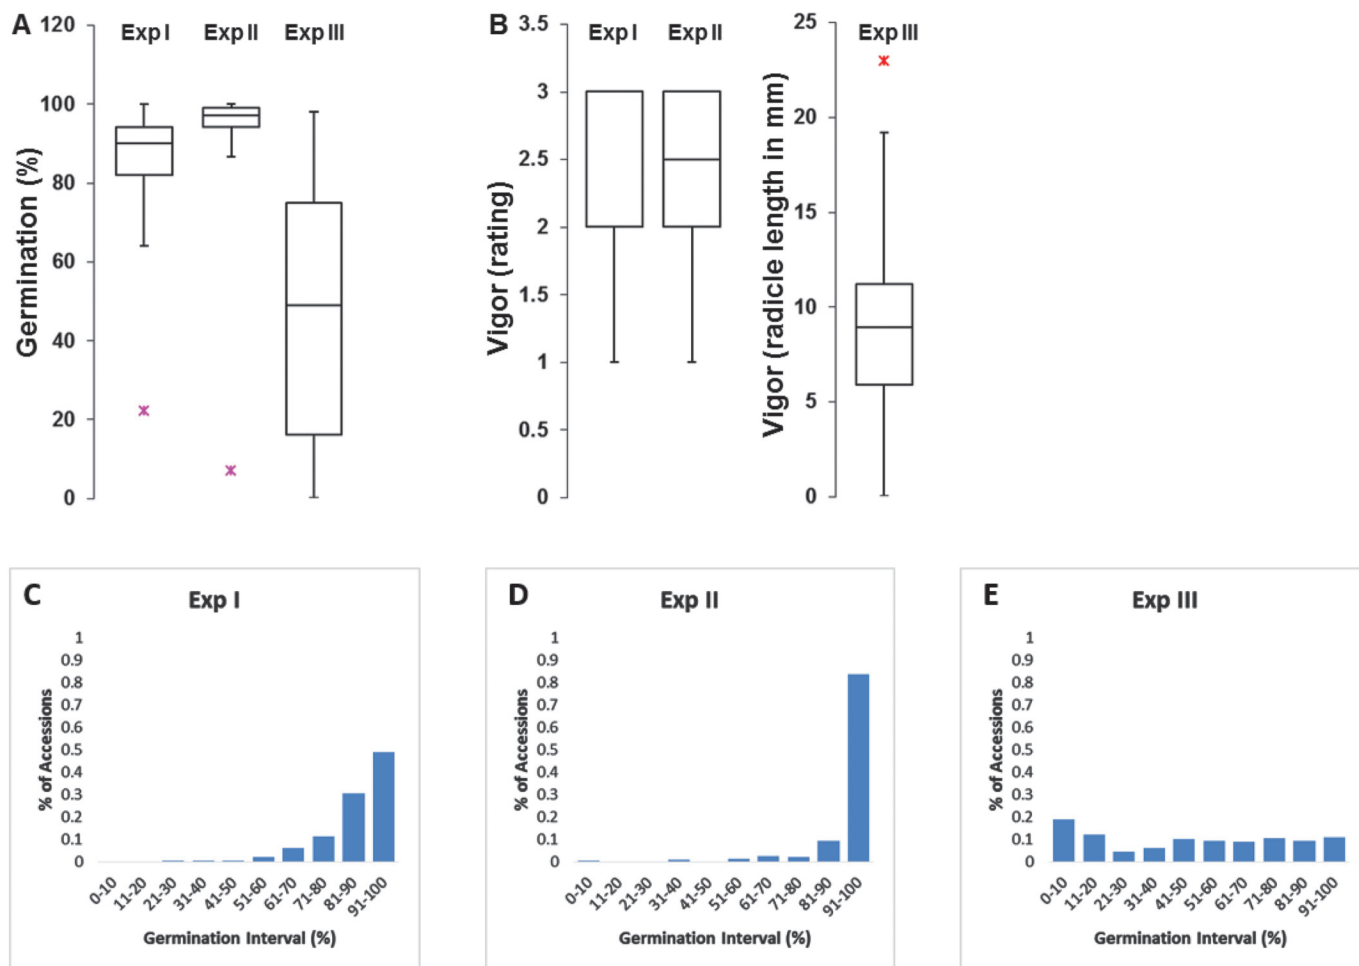 A
Exp I Exp II Exp III
120
100
80
60
40
20
0
Germination (%)
B
Exp I Exp II
3.5
3
2.5
2
1.5
1
0.5
0
Vigor (rating)
Exp III
25
20
15
10
5
0
Vigor (radicle length in mm)
C
Exp I
1
0.9
0.8
0.7
0.6
0.5
0.4
0.3
0.2
0.1
0
% of Accessions
0-10 11-20 21-30 31-40 41-50 51-60 61-70 71-80 81-90 91-100
Germination Interval (%)
D
Exp II
1
0.9
0.8
0.7
0.6
0.5
0.4
0.3
0.2
0.1
0
% of Accessions
0-10 11-20 21-30 31-40 41-50 51-60 61-70 71-80 81-90 91-100
Germination Interval (%)
E
Exp III
1
0.9
0.8
0.7
0.6
0.5
0.4
0.3
0.2
0.1
0
% of Accessions
0-10 11-20 21-30 31-40 41-50 51-60 61-70 71-80 81-90 91-100
Germination Interval (%)